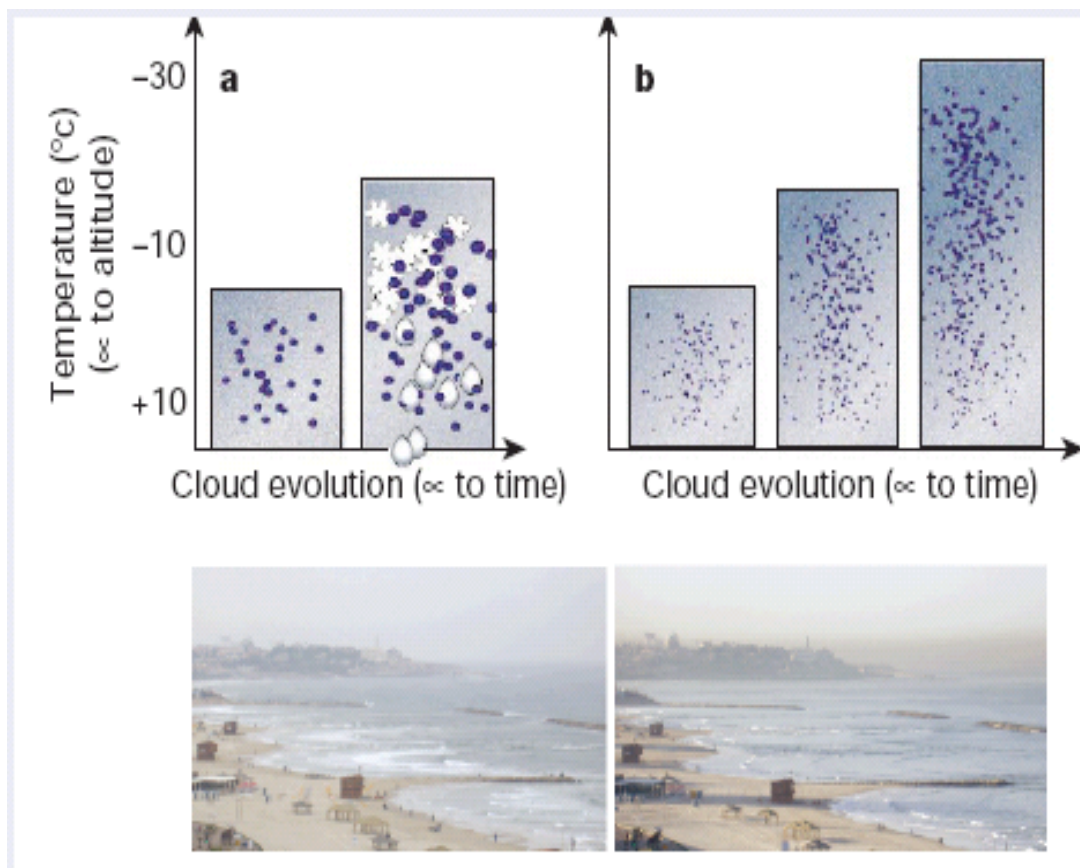 −30
−10
+10
Temperature (°c)
(∝ to altitude)
a
Cloud evolution (∝ to time)
b
Cloud evolution (∝ to time)